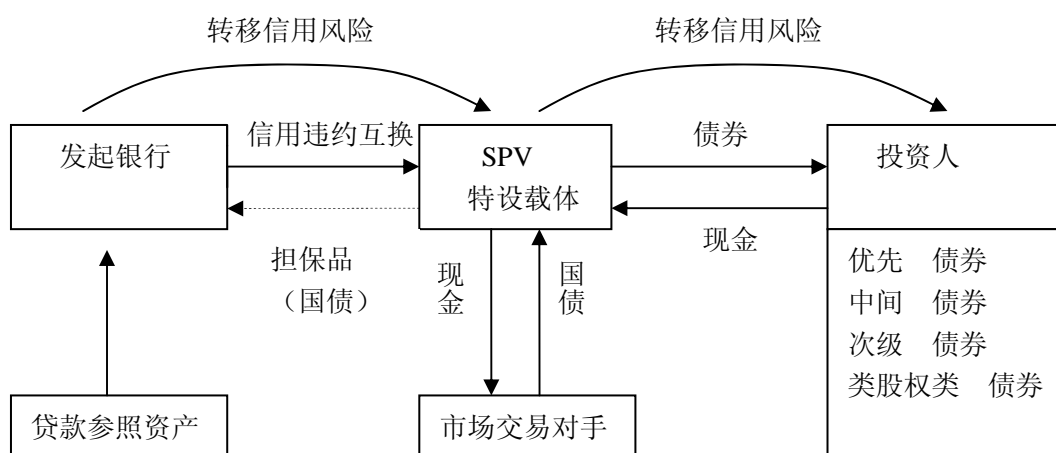 转移信用风险
转移信用风险
发起银行
信用违约互换
SPV
特设载体
债券
投资人
现金
担保品
（国债）
现金
国债
优先 债券
中间 债券
次级 债券
类股权类 债券
贷款参照资产
市场交易对手